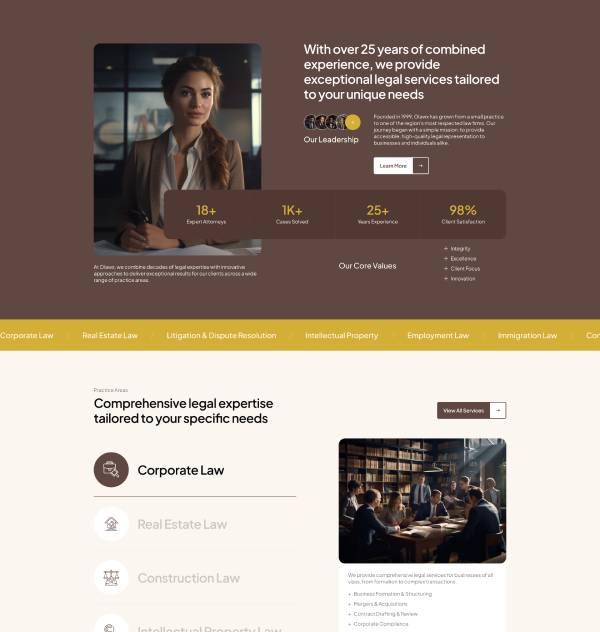 With over 25 years of combined
experience, we provide
exceptional legal services tailored
to your unique needs
Our Leadership
Founded in 1999, Olawx has grown from a small practice
to one of the region's most respected law firms. Our
journey began with a simple mission: to provide
accessible, high-quality legal representation to
businesses and individuals alike.
Learn More
18+
Expert Attorneys
1K+
Cases Solved
25+
Years Experience
98%
Client Satisfaction
At Olawx, we combine decades of legal expertise with innovative
approaches to deliver exceptional results for our clients across a wide
range of practice areas.
Our Core Values
+ Integrity
+ Excellence
+ Client Focus
+ Innovation
Corporate Law / Real Estate Law / Litigation & Dispute Resolution / Intellectual Property / Employment Law / Immigration Law / Cor
Practice Areas
Comprehensive legal expertise
tailored to your specific needs
View All Services
Corporate Law
Real Estate Law
Construction Law
Intellectual Property Law
We provide comprehensive legal services for businesses of all
sizes, from formation to complex transactions.
+ Business Formation & Structuring
+ Mergers & Acquisitions
+ Contract Drafting & Review
+ Corporate Compliance